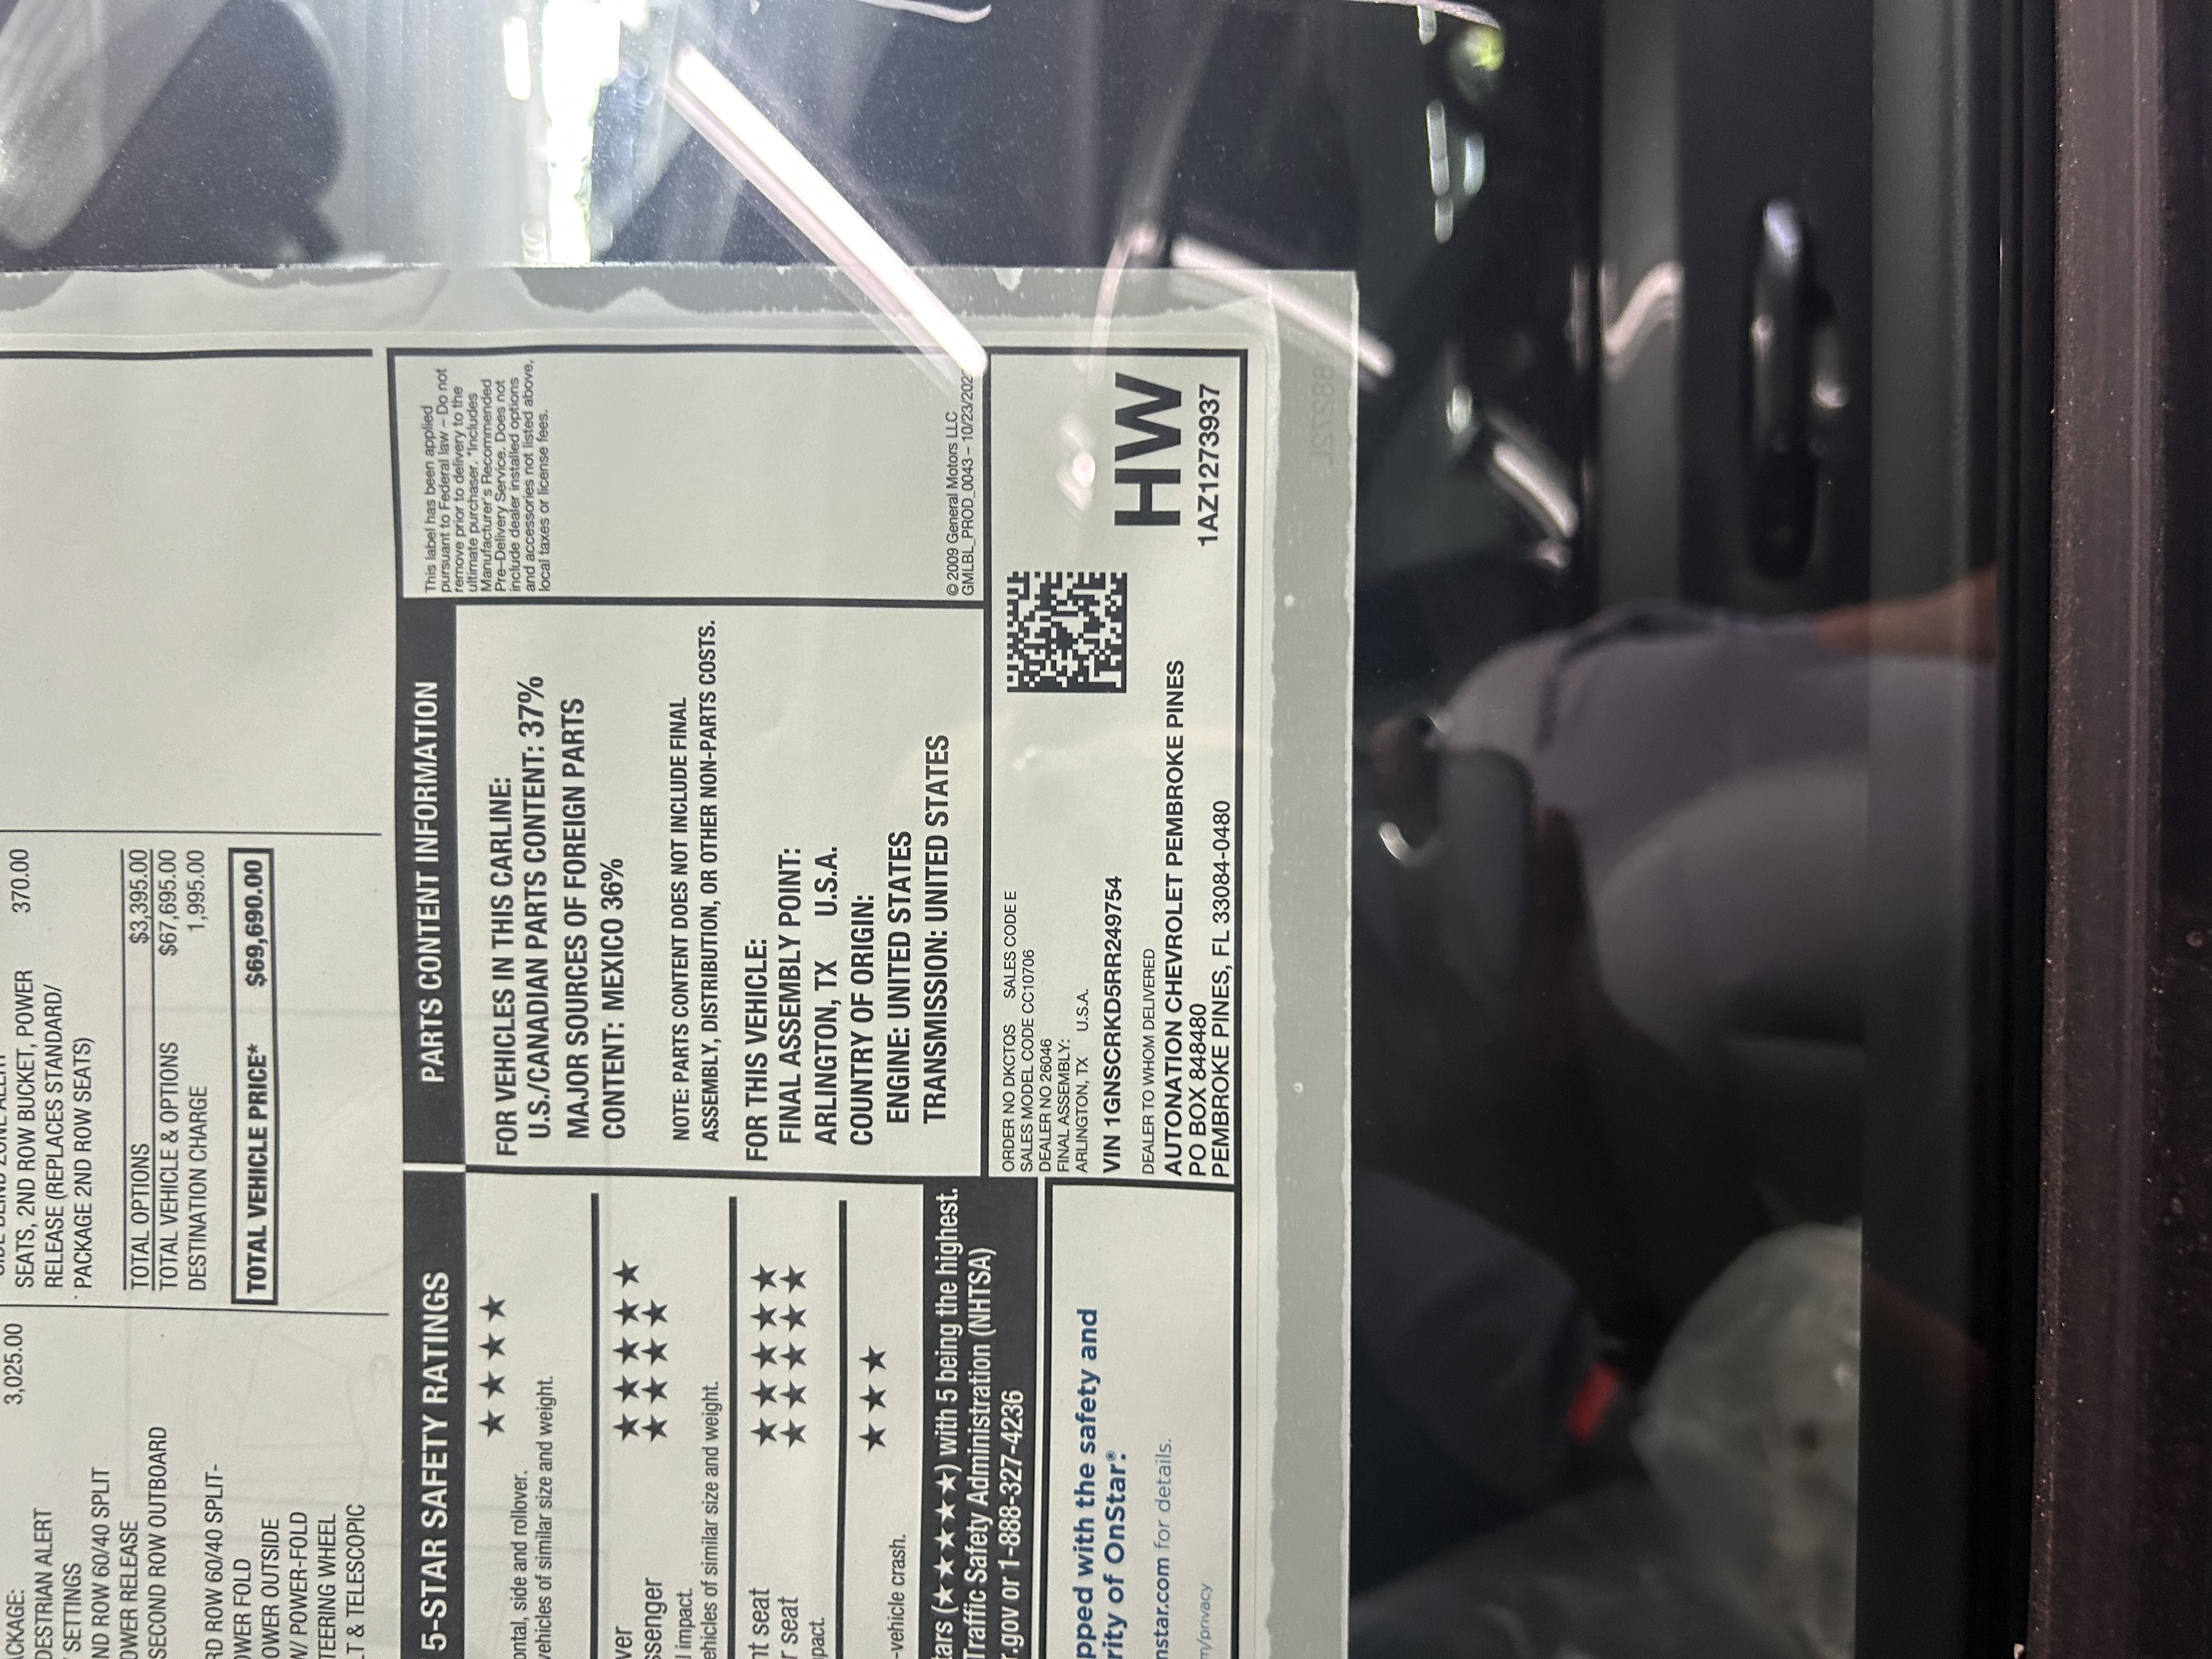 3,025.00
ACKAGE:
DESTRIAN ALERT
SETTINGS
ND ROW 60/40 SPLIT
OWER RELEASE
SECOND ROW OUTBOARD
RD ROW 60/40 SPLIT-
OWER FOLD
OWER OUTSIDE
W/ POWER-FOLD
TEERING WHEEL
LT & TELESCOPIC
SEATS, 2ND ROW BUCKET, POWER 370.00
RELEASE (REPLACES STANDARD/
PACKAGE 2ND ROW SEATS)
TOTAL OPTIONS $3,395.00
TOTAL VEHICLE & OPTIONS $67,695.00
DESTINATION CHARGE 1,995.00
TOTAL VEHICLE PRICE* $69,690.00
5-STAR SAFETY RATINGS
★★★★
ontal, side and rollover.
vehicles of similar size and weight.
ver ★★★★★
ssenger ★★★★
l impact.
ehicles of similar size and weight.
nt seat ★★★★★
r seat ★★★★★
pact.
★★★
-vehicle crash.
tars (★★★★★) with 5 being the highest.
Traffic Safety Administration (NHTSA)
r.gov or 1-888-327-4236
pped with the safety and
rity of OnStar®.
nstar.com for details.
m/privacy
PARTS CONTENT INFORMATION
FOR VEHICLES IN THIS CARLINE:
U.S./CANADIAN PARTS CONTENT: 37%
MAJOR SOURCES OF FOREIGN PARTS
CONTENT: MEXICO 36%
NOTE: PARTS CONTENT DOES NOT INCLUDE FINAL
ASSEMBLY, DISTRIBUTION, OR OTHER NON-PARTS COSTS.
FOR THIS VEHICLE:
FINAL ASSEMBLY POINT:
ARLINGTON, TX U.S.A.
COUNTRY OF ORIGIN:
ENGINE: UNITED STATES
TRANSMISSION: UNITED STATES
This label has been applied
pursuant to Federal law – Do not
remove prior to delivery to the
ultimate purchaser. *Includes
Manufacturer's Recommended
Pre–Delivery Service. Does not
include dealer installed options
and accessories not listed above,
local taxes or license fees.
© 2009 General Motors LLC
GMLBL_PROD_0043 – 10/23/202
ORDER NO DKCTQS SALES CODE E
SALES MODEL CODE CC10706
DEALER NO 26046
FINAL ASSEMBLY:
ARLINGTON, TX U.S.A.
VIN 1GNSCRKD5RR249754
DEALER TO WHOM DELIVERED
AUTONATION CHEVROLET PEMBROKE PINES
PO BOX 848480
PEMBROKE PINES, FL 33084-0480
HW
1AZ1273937